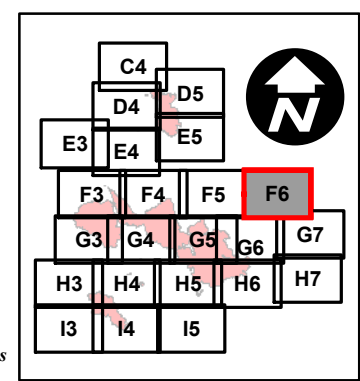 C4
D4 D5
E3 E4 E5
F3 F4 F5 F6
G3 G4 G5 G6 G7
H3 H4 H5 H6 H7
I3 I4 I5
N
s